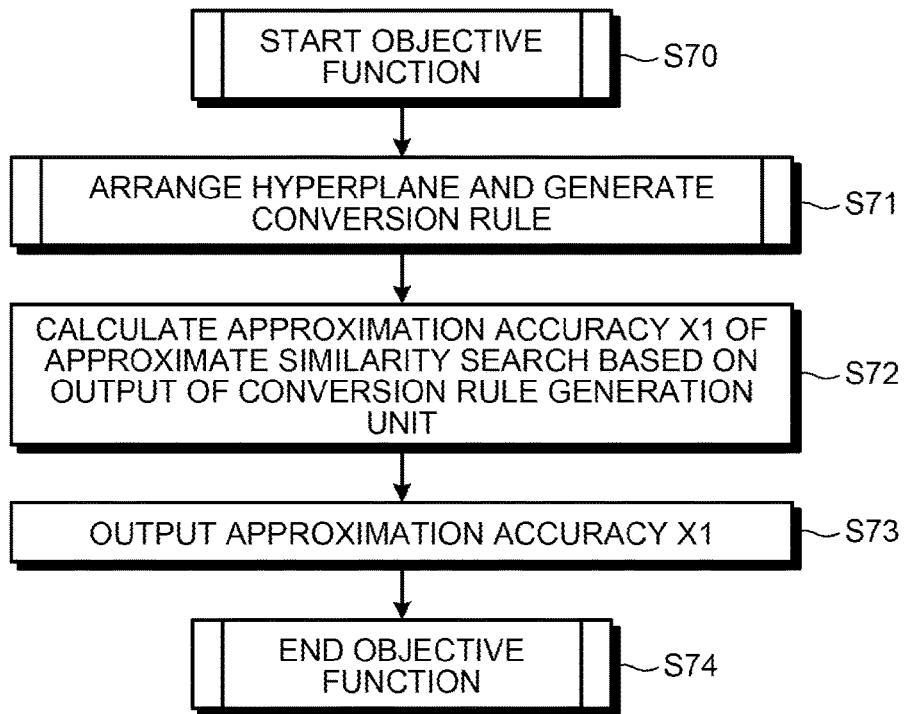 START OBJECTIVE
FUNCTION
S70
ARRANGE HYPERPLANE AND GENERATE
CONVERSION RULE
S71
CALCULATE APPROXIMATION ACCURACY X1 OF
APPROXIMATE SIMILARITY SEARCH BASED ON
OUTPUT OF CONVERSION RULE GENERATION
UNIT
S72
OUTPUT APPROXIMATION ACCURACY X1
S73
END OBJECTIVE
FUNCTION
S74